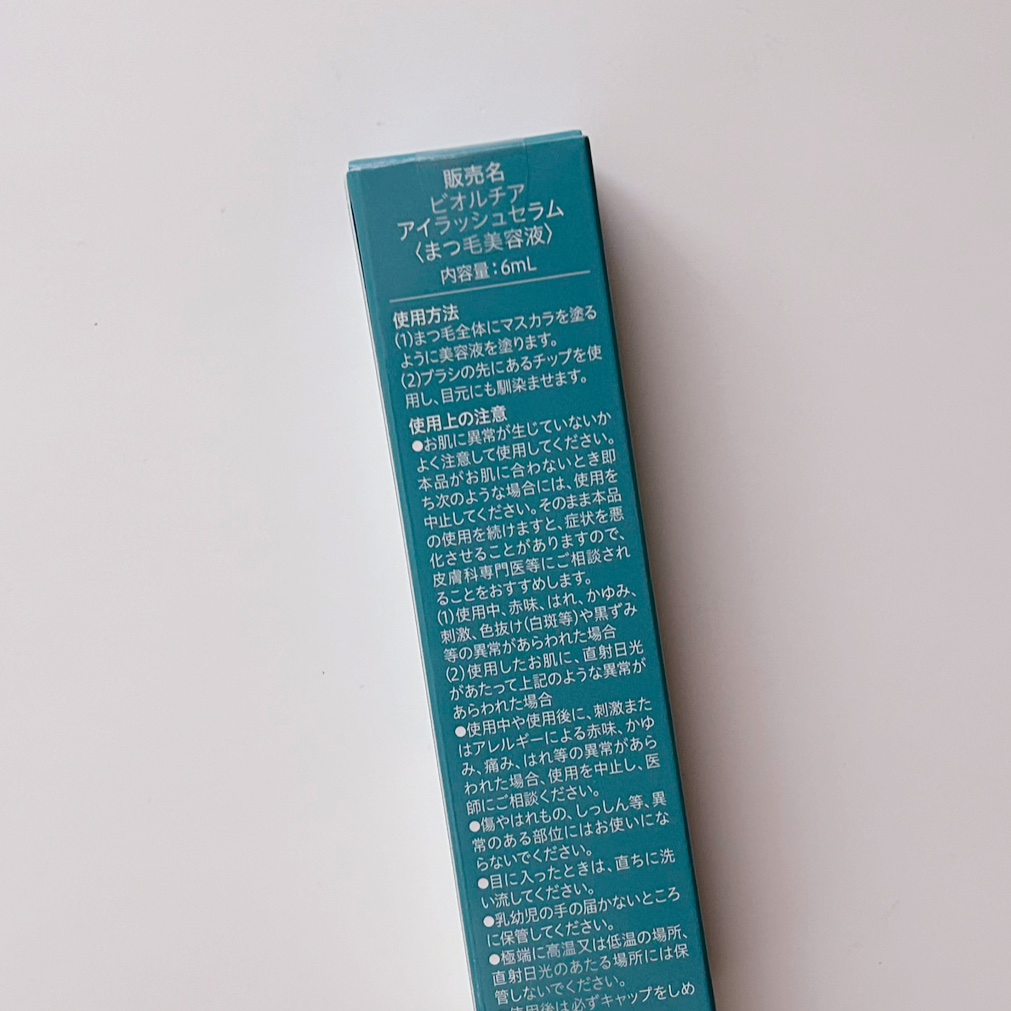 販売名
ビオルチア
アイラッシュセラム
〈まつ毛美容液〉
内容量：6mL
使用方法
(1)まつ毛全体にマスカラを塗る
ように美容液を塗ります。
(2)ブラシの先にあるチップを使
用し、目元にも馴染ませます。
使用上の注意
●お肌に異常が生じていないか
よく注意して使用してください。
本品がお肌に合わないとき即
ち次のような場合には、使用を
中止してください。そのまま本品
の使用を続けますと、症状を悪
化させることがありますので、
皮膚科専門医等にご相談され
ることをおすすめします。
(1)使用中、赤味、はれ、かゆみ、
刺激、色抜け(白斑等)や黒ずみ
等の異常があらわれた場合
(2)使用したお肌に、直射日光
があたって上記のような異常が
あらわれた場合
●使用中や使用後に、刺激また
はアレルギーによる赤味、かゆ
み、痛み、はれ等の異常があら
われた場合、使用を中止し、医
師にご相談ください。
●傷やはれもの、しっしん等、異
常のある部位にはお使いにな
らないでください。
●目に入ったときは、直ちに洗
い流してください。
●乳幼児の手の届かないところ
に保管してください。
●極端に高温又は低温の場所、
直射日光のあたる場所には保
管しないでください。
使用後は必ずキャップをしめ